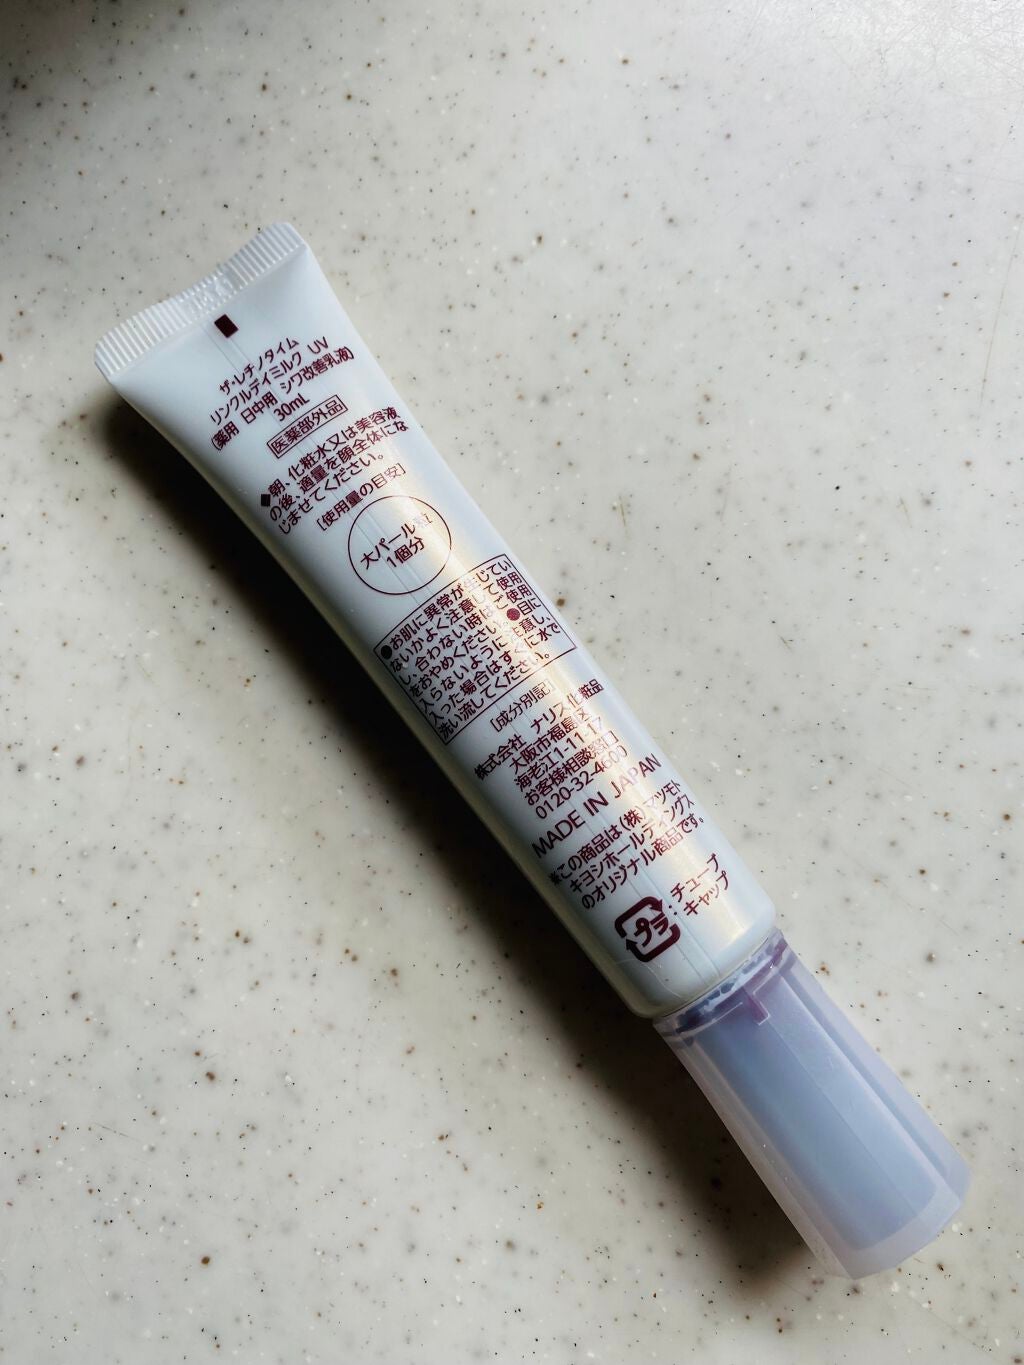 ザ・レチノタイム
リンクルデイミルク UV
(薬用 日中用 シワ改善乳液)
30mL
医薬部外品
◆朝、化粧水又は美容液
の後、適量を顔全体にな
じませてください。
[使用量の目安]
大パール粒
1個分
●お肌に異常が生じてい
ないかよく注意して使用
し、合わない時はご使用
をおやめください。●目に
入らないように注意し、
入った場合はすぐに水で
洗い流してください。
[成分別記]
株式会社 ナリス化粧品
大阪市福島区
海老江1-11-17
お客様相談窓口
0120-32-4600
MADE IN JAPAN
※この商品は(株)マツモト
キヨシホールディングス
のオリジナル商品です。
プラ:チューブ
キャップ